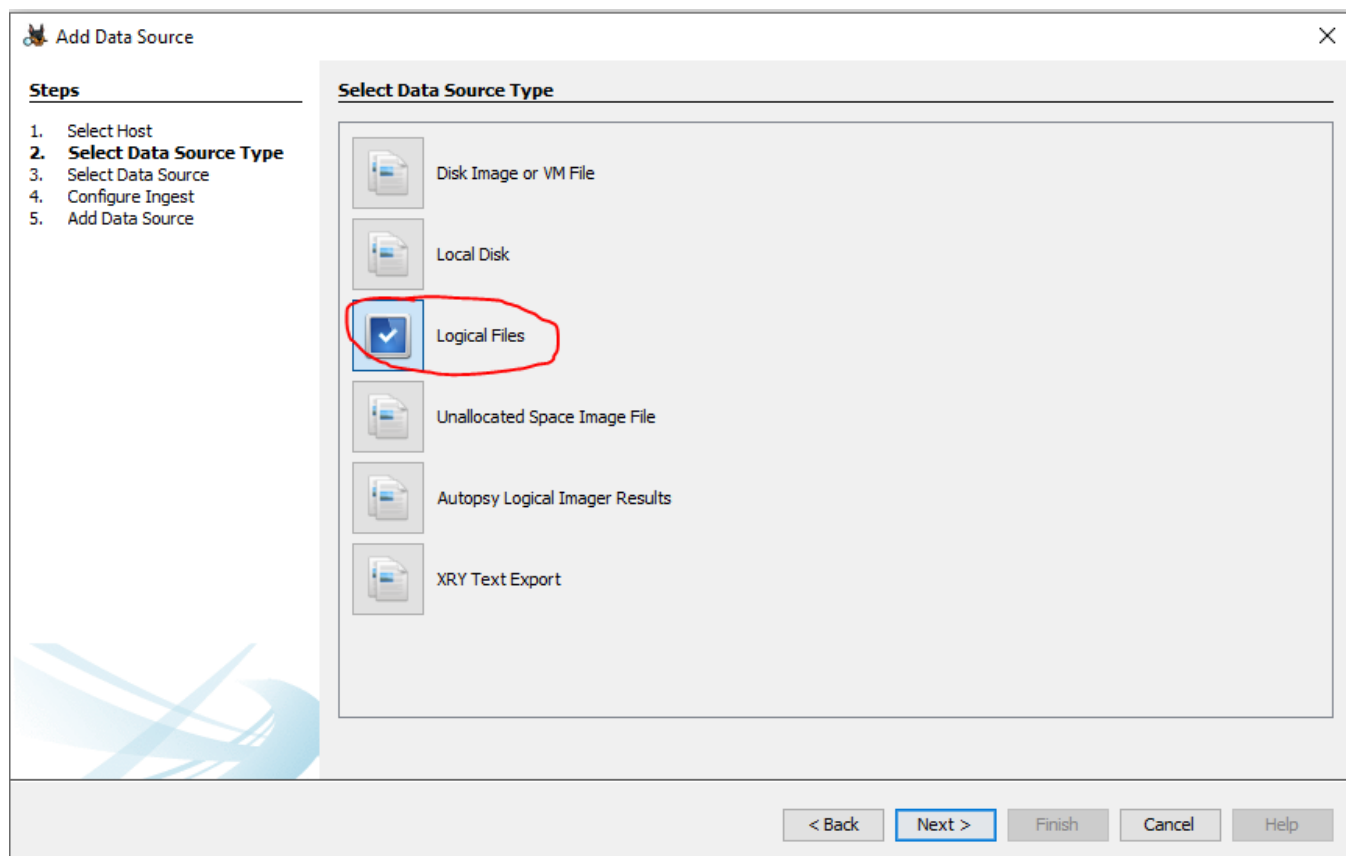 Add Data Source
Steps
1. Select Host
2. Select Data Source Type
3. Select Data Source
4. Configure Ingest
5. Add Data Source
Select Data Source Type
Disk Image or VM File
Local Disk
Logical Files
Unallocated Space Image File
Autopsy Logical Imager Results
XRY Text Export
< Back Next > Finish Cancel Help